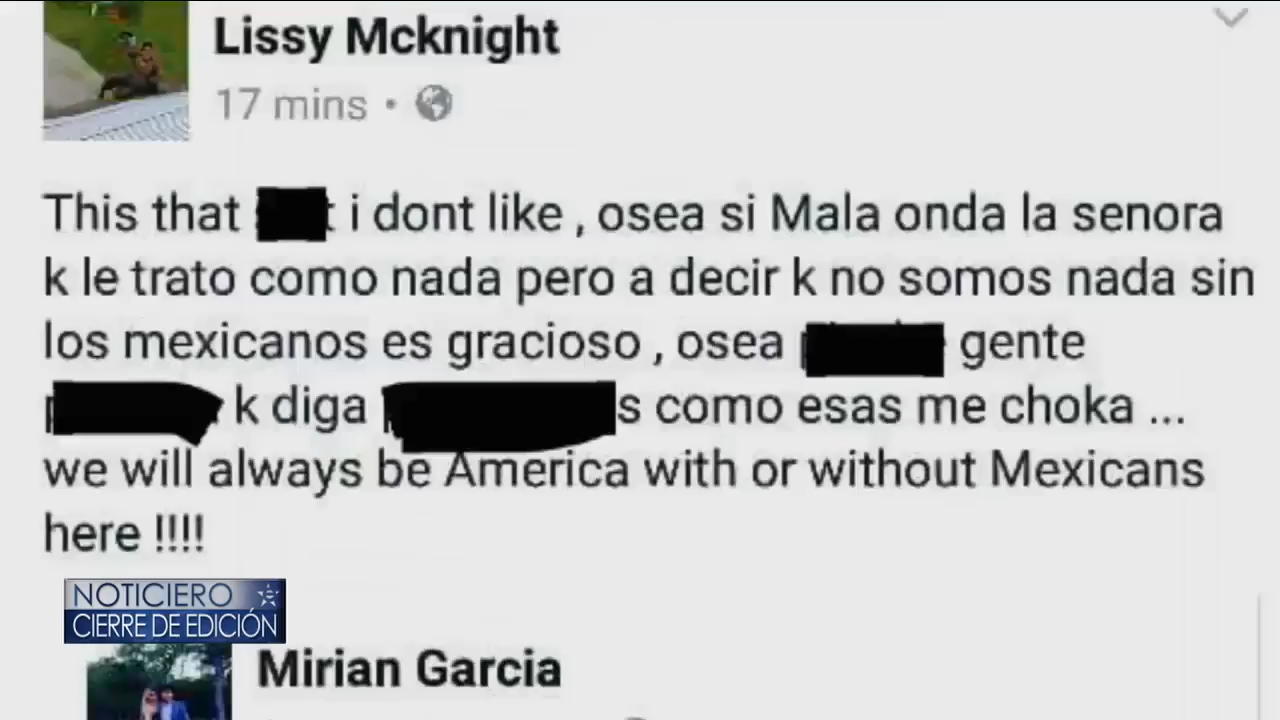 Lissy Mcknight
17 mins •
This that i dont like , osea si Mala onda la senora
k le trato como nada pero a decir k no somos nada sin
los mexicanos es gracioso , osea gente
k diga como esas me choka ...
we will always be America with or without Mexicans
here !!!!
NOTICIERO
CIERRE DE EDICIÓN
Mirian Garcia